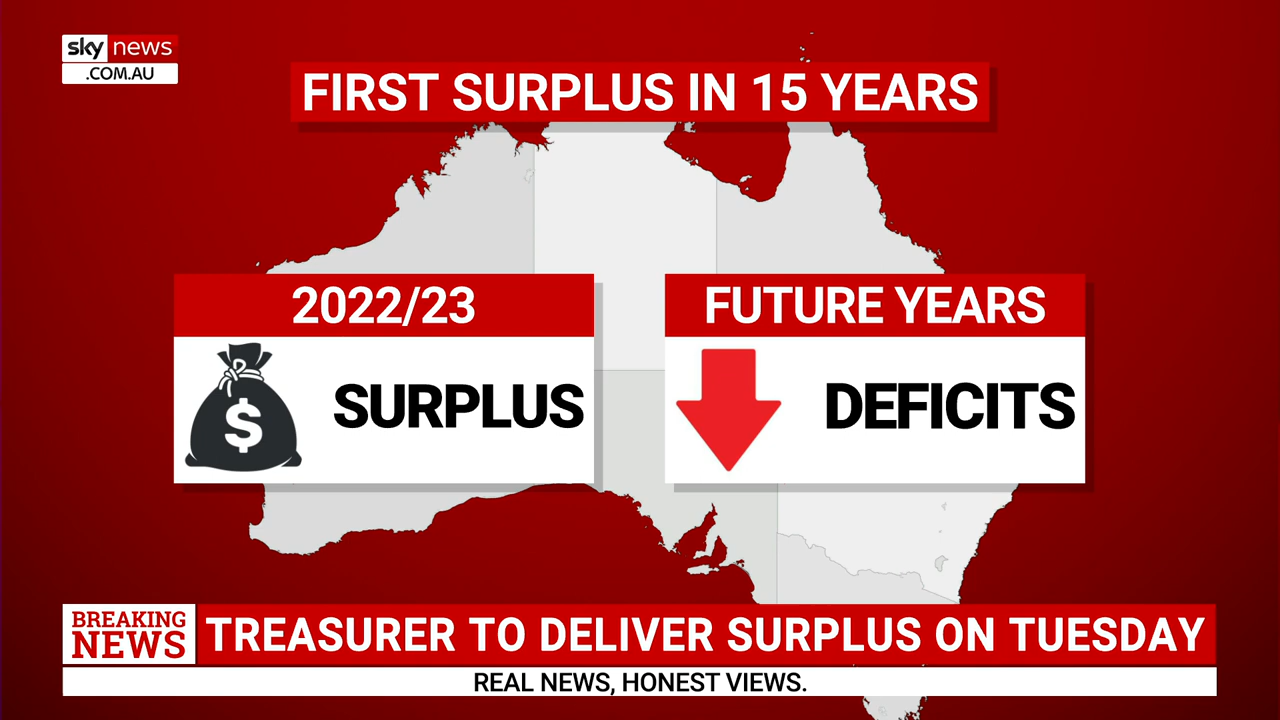 sky news
.COM.AU
FIRST SURPLUS IN 15 YEARS
2022/23
$
SURPLUS
FUTURE YEARS
DEFICITS
BREAKING
NEWS
TREASURER TO DELIVER SURPLUS ON TUESDAY
REAL NEWS, HONEST VIEWS.